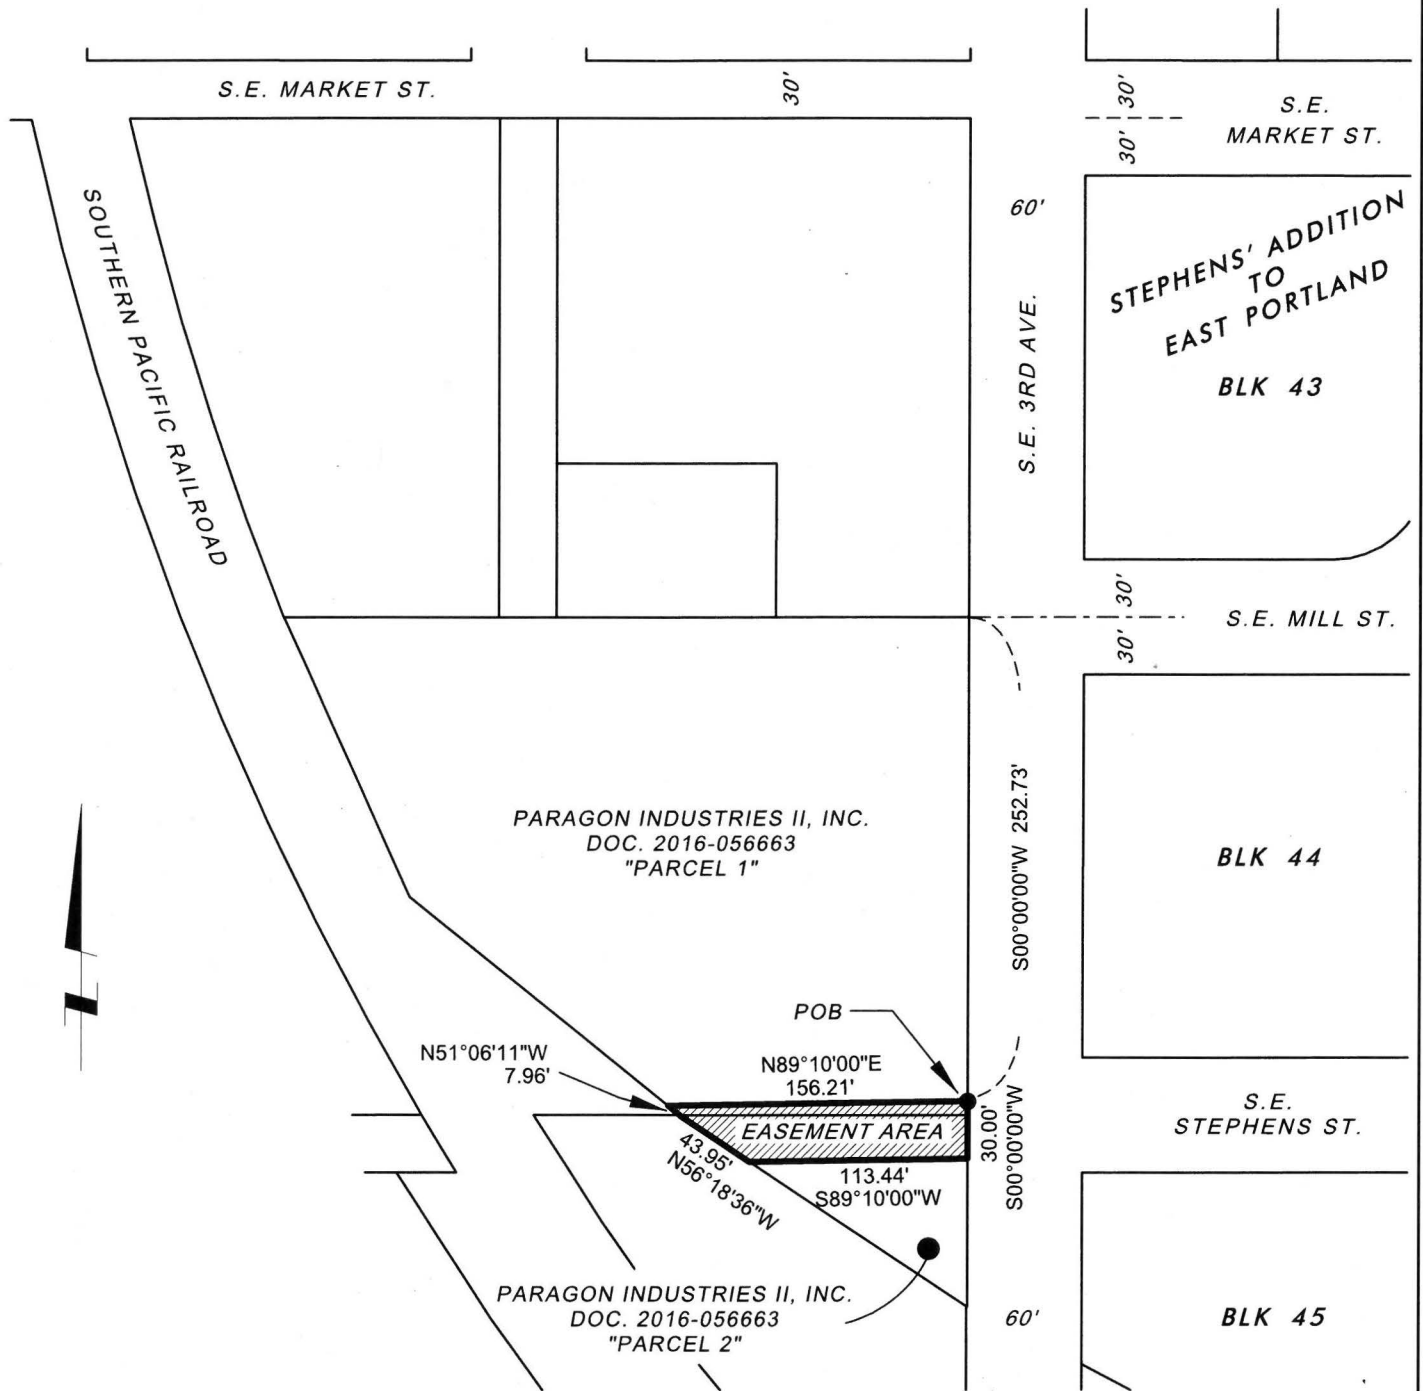 S.E. MARKET ST.
30'
30'
30'
S.E.
MARKET ST.
60'
STEPHENS' ADDITION
TO
EAST PORTLAND
BLK 43
SOUTHERN PACIFIC RAILROAD
S.E. 3RD AVE.
30'
30'
S.E. MILL ST.
S00°00'00"W 252.73'
PARAGON INDUSTRIES II, INC.
DOC. 2016-056663
"PARCEL 1"
BLK 44
POB
N51°06'11"W
7.96'
N89°10'00"E
156.21'
EASEMENT AREA
30.00'
S00°00'00"W
S.E.
STEPHENS ST.
43.95'
N56°18'36"W
113.44'
S89°10'00"W
PARAGON INDUSTRIES II, INC.
DOC. 2016-056663
"PARCEL 2"
60'
BLK 45